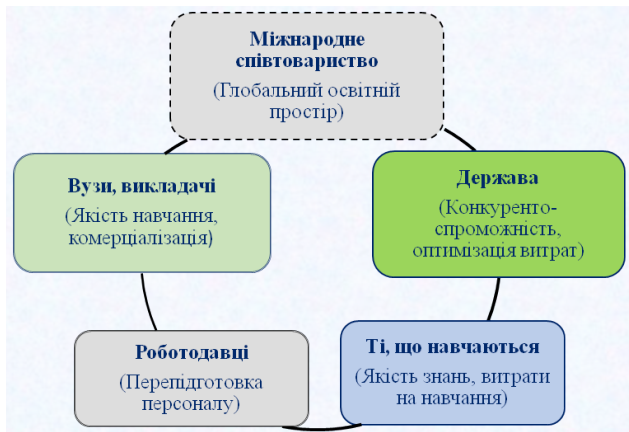 Міжнародне
співтовариство
(Глобальний освітній
простір)
Вузи, викладачі
(Якість навчання,
комерціалізація)
Держава
(Конкуренто-
спроможність,
оптимізація витрат)
Роботодавці
(Перепідготовка
персоналу)
Ті, що навчаються
(Якість знань, витрати
на навчання)